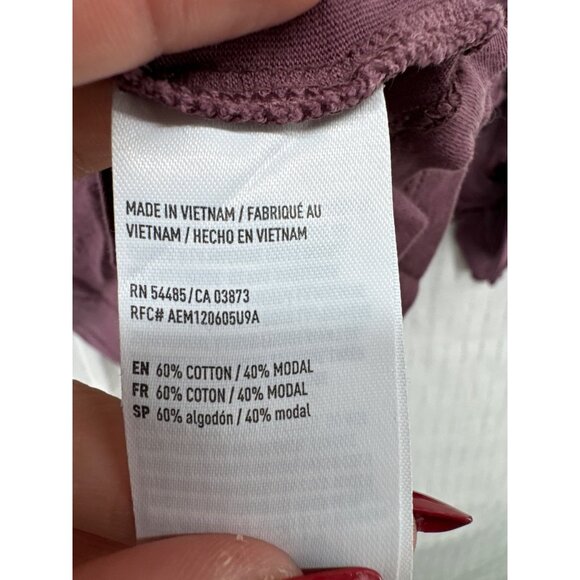 MADE IN VIETNAM / FABRIQUÉ AU
VIETNAM / HECHO EN VIETNAM
RN 54485/CA 03873
RFC# AEM120605U9A
EN 60% COTTON / 40% MODAL
FR 60% COTON / 40% MODAL
SP 60% algodón / 40% modal